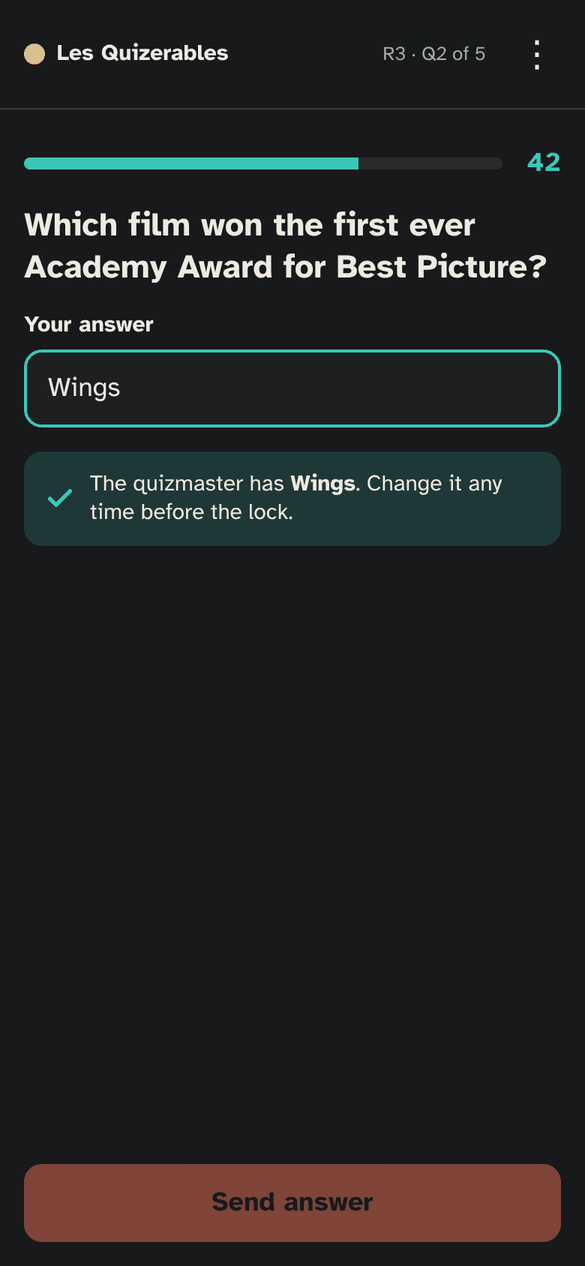 Les Quizerables
R3 · Q2 of 5
42
Which film won the first ever
Academy Award for Best Picture?
Your answer
Wings
The quizmaster has Wings. Change it any
time before the lock.
Send answer